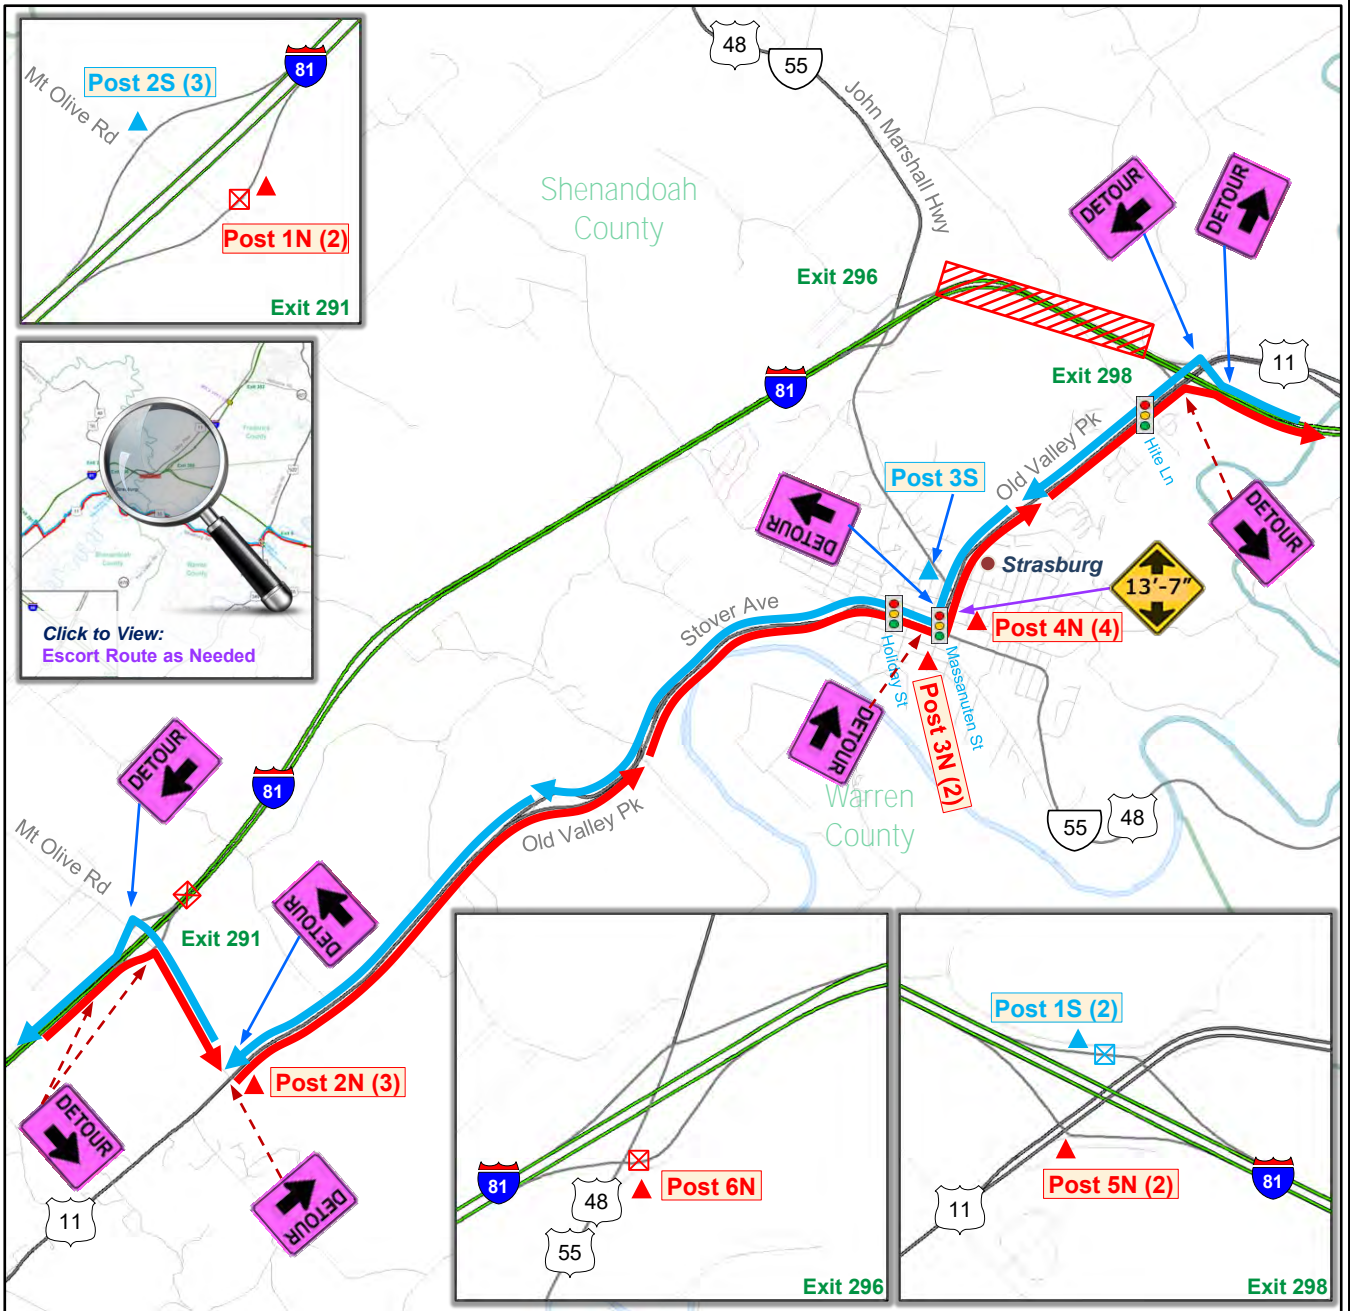 48
55
81
Post 2S (3)
Mt Olive Rd
Post 1N (2)
Exit 291
John Marshall Hwy
Shenandoah
County
DETOUR
DETOUR
Exit 296
Exit 298
11
81
Old Valley Pk
Hite Ln
Post 3S
DETOUR
DETOUR
Strasburg
13'-7"
Post 4N (4)
Stover Ave
Holiday St
Massanuten St
Post 3N (2)
DETOUR
Click to View:
Escort Route as Needed
Warren
County
55
48
DETOUR
81
Old Valley Pk
Mt Olive Rd
Exit 291
DETOUR
Post 2N (3)
DETOUR
DETOUR
11
81
48
55
Post 6N
Exit 296
Post 1S (2)
Post 5N (2)
11
81
Exit 298